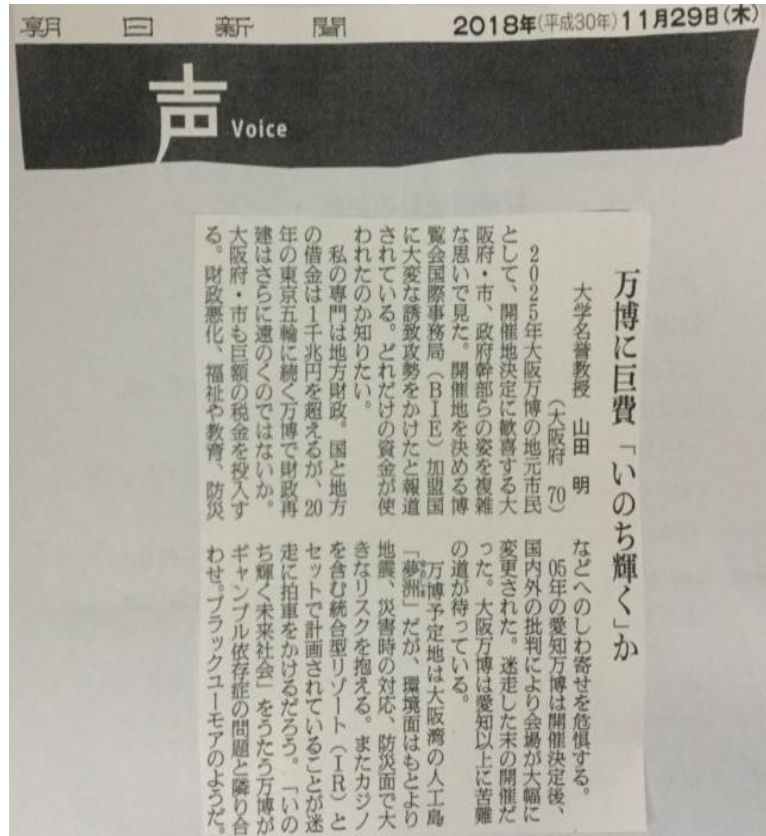 朝日新聞
2018年(平成30年)11月29日(木)
声
Voice
万博に巨費「いのち輝く」か
大学名誉教授 山田 明
(大阪府 70)
2025年大阪万博の地元市民
として、開催地決定に歓喜する大
阪府・市、政府幹部らの姿を複雑
な思いで見た。開催地を決める博
覧会国際事務局(BIE)加盟国
に大変な誘致攻勢をかけたと報道
されている。どれだけの資金が使
われたのか知りたい。
私の専門は地方財政。国と地方
の借金は1千兆円を超えるが、20
年の東京五輪に続く万博で財政再
建はさらに遠のくのではないか。
大阪府・市も巨額の税金を投入す
る。財政悪化、福祉や教育、防災
などへのしわ寄せを危惧する。
05年の愛知万博は開催決定後、
国内外の批判により会場が大幅に
変更された。迷走した末の開催だ
った。大阪万博は愛知以上に苦難
の道が待っている。
万博予定地は大阪湾の人工島
「夢洲」だが、環境面はもとより
地震、災害時の対応、防災面で大
きなリスクを抱える。またカジノ
を含む統合型リゾート(IR)と
セットで計画されていることが迷
走に拍車をかけるだろう。「いの
ち輝く未来社会」をうたう万博が
ギャンブル依存症の問題と隣り合
わせ。ブラックユーモアのようだ。